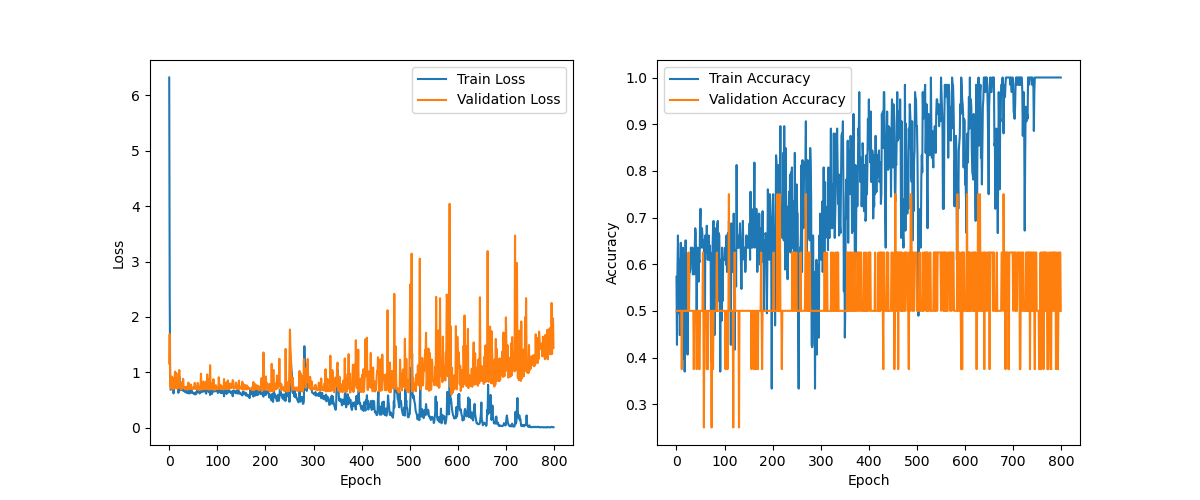 Train Loss
Validation Loss
6
5
4
3
2
1
0
Loss
0 100 200 300 400 500 600 700 800
Epoch
Train Accuracy
Validation Accuracy
1.0
0.9
0.8
0.7
0.6
0.5
0.4
0.3
Accuracy
0 100 200 300 400 500 600 700 800
Epoch